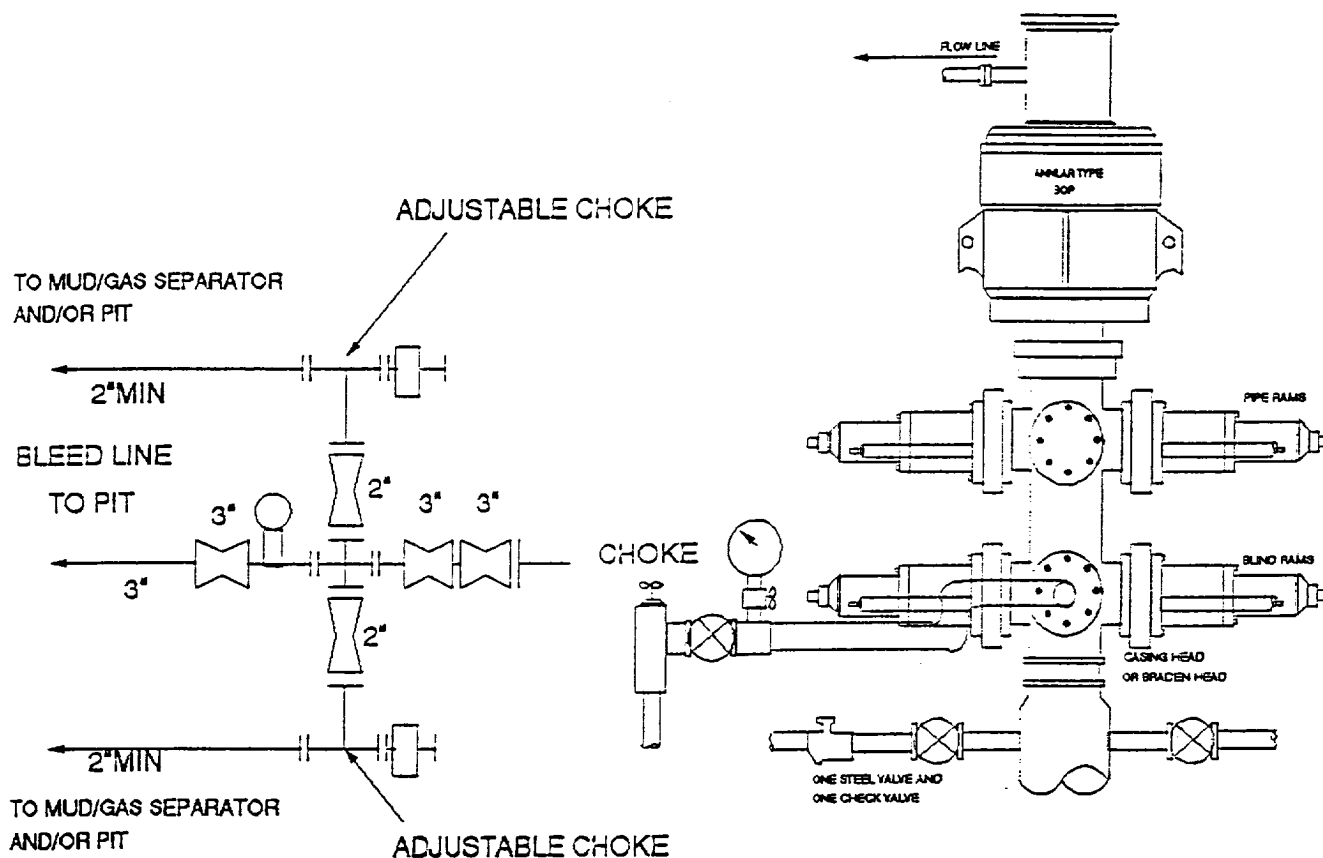 FLOW LINE
ANNLAR TYPE
BOP
ADJUSTABLE CHOKE
TO MUD/GAS SEPARATOR
AND/OR PIT
2"MIN
BLEED LINE
TO PIT
2"
3"
3"
3"
3"
2"
CHOKE
PIPE RAMS
BLIND RAMS
CASING HEAD
OR BRADEN HEAD
2"MIN
TO MUD/GAS SEPARATOR
AND/OR PIT
ADJUSTABLE CHOKE
ONE STEEL VALVE AND
ONE CHECK VALVE